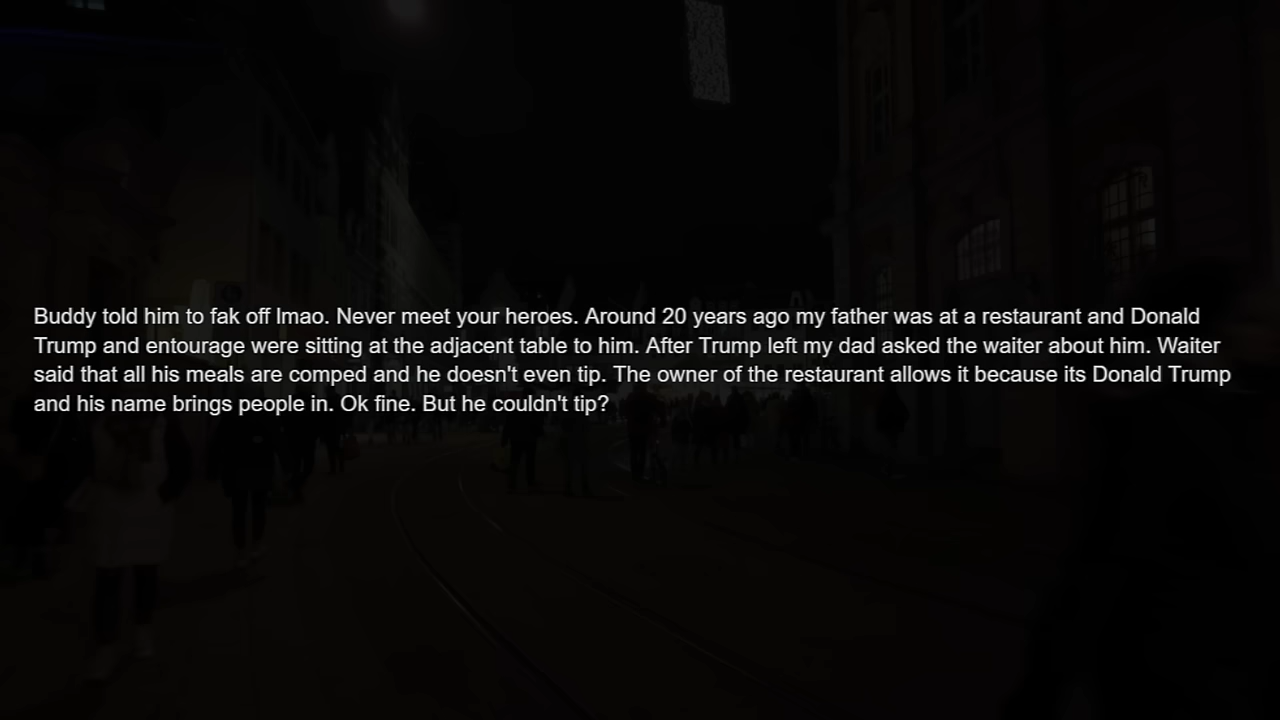 Buddy told him to fak off lmao. Never meet your heroes. Around 20 years ago my father was at a restaurant and Donald
Trump and entourage were sitting at the adjacent table to him. After Trump left my dad asked the waiter about him. Waiter
said that all his meals are comped and he doesn't even tip. The owner of the restaurant allows it because its Donald Trump
and his name brings people in. Ok fine. But he couldn't tip?